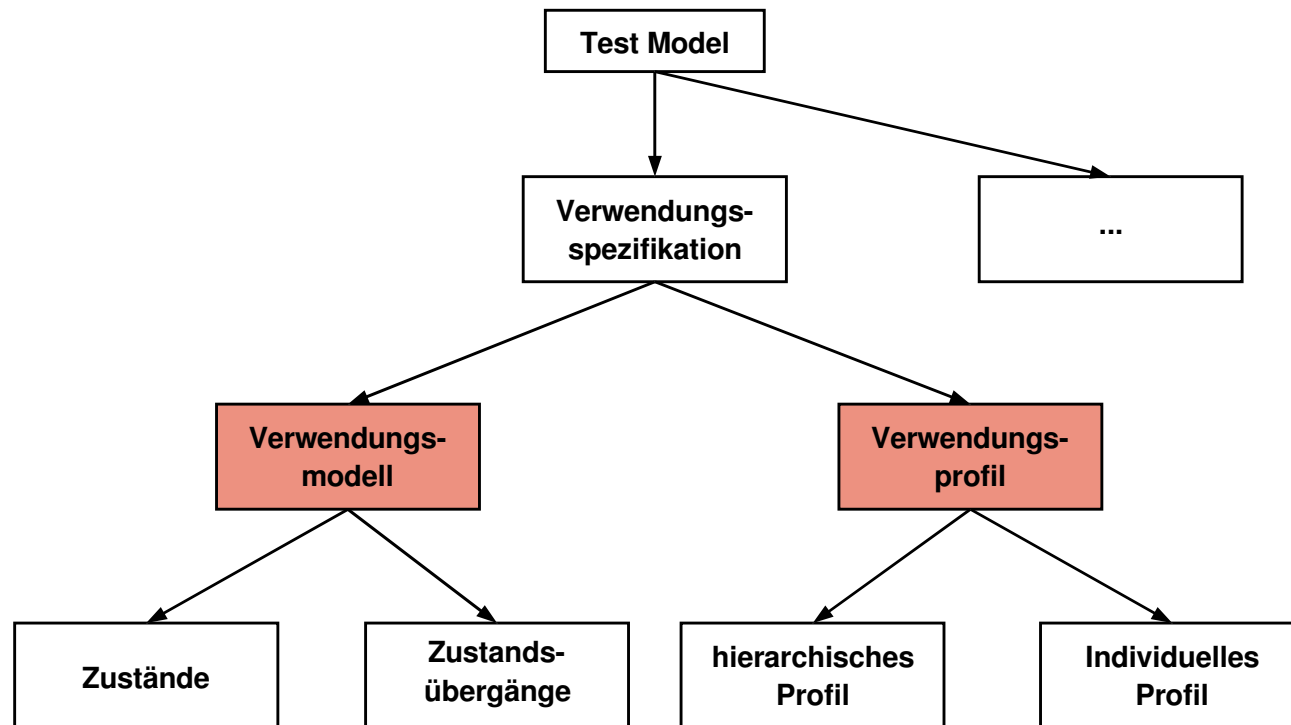 Test Model
Verwendungs-
spezifikation
...
Verwendungs-
modell
Verwendungs-
profil
Zustände
Zustands-
übergänge
hierarchisches
Profil
Individuelles
Profil